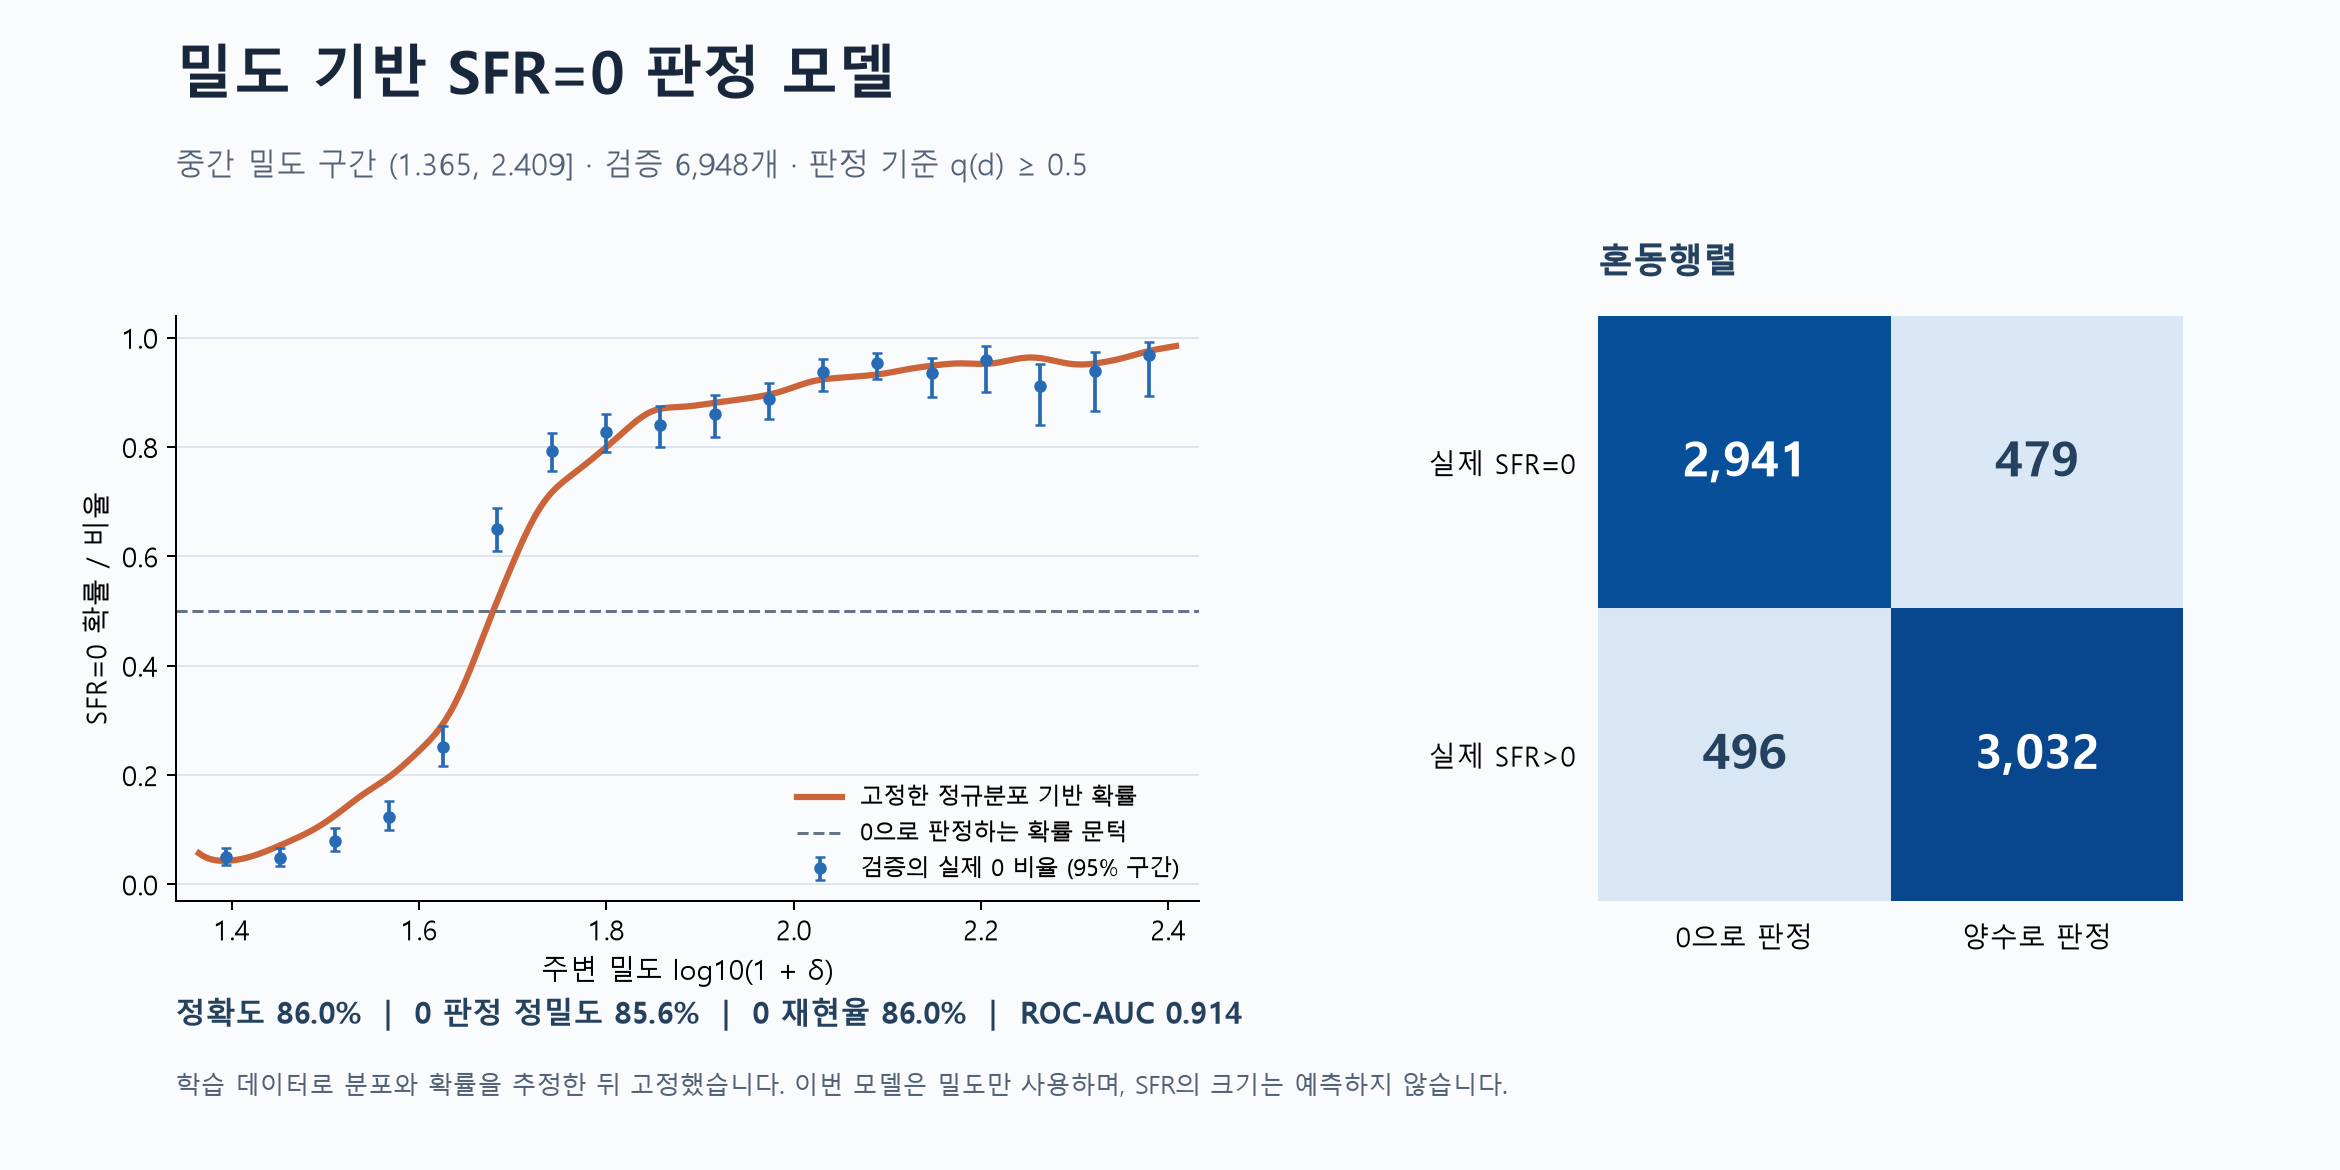 밀도 기반 SFR=0 판정 모델
중간 밀도 구간 (1.365, 2.409] · 검증 6,948개 · 판정 기준 q(d) ≥ 0.5
SFR=0 확률 / 비율
1.0
0.8
0.6
0.4
0.2
0.0
고정한 정규분포 기반 확률
0으로 판정하는 확률 문턱
검증의 실제 0 비율 (95% 구간)
1.4 1.6 1.8 2.0 2.2 2.4
주변 밀도 log10(1 + δ)
혼동행렬
실제 SFR=0 2,941 479
실제 SFR>0 496 3,032
0으로 판정 양수로 판정
정확도 86.0% | 0 판정 정밀도 85.6% | 0 재현율 86.0% | ROC-AUC 0.914
학습 데이터로 분포와 확률을 추정한 뒤 고정했습니다. 이번 모델은 밀도만 사용하며, SFR의 크기는 예측하지 않습니다.